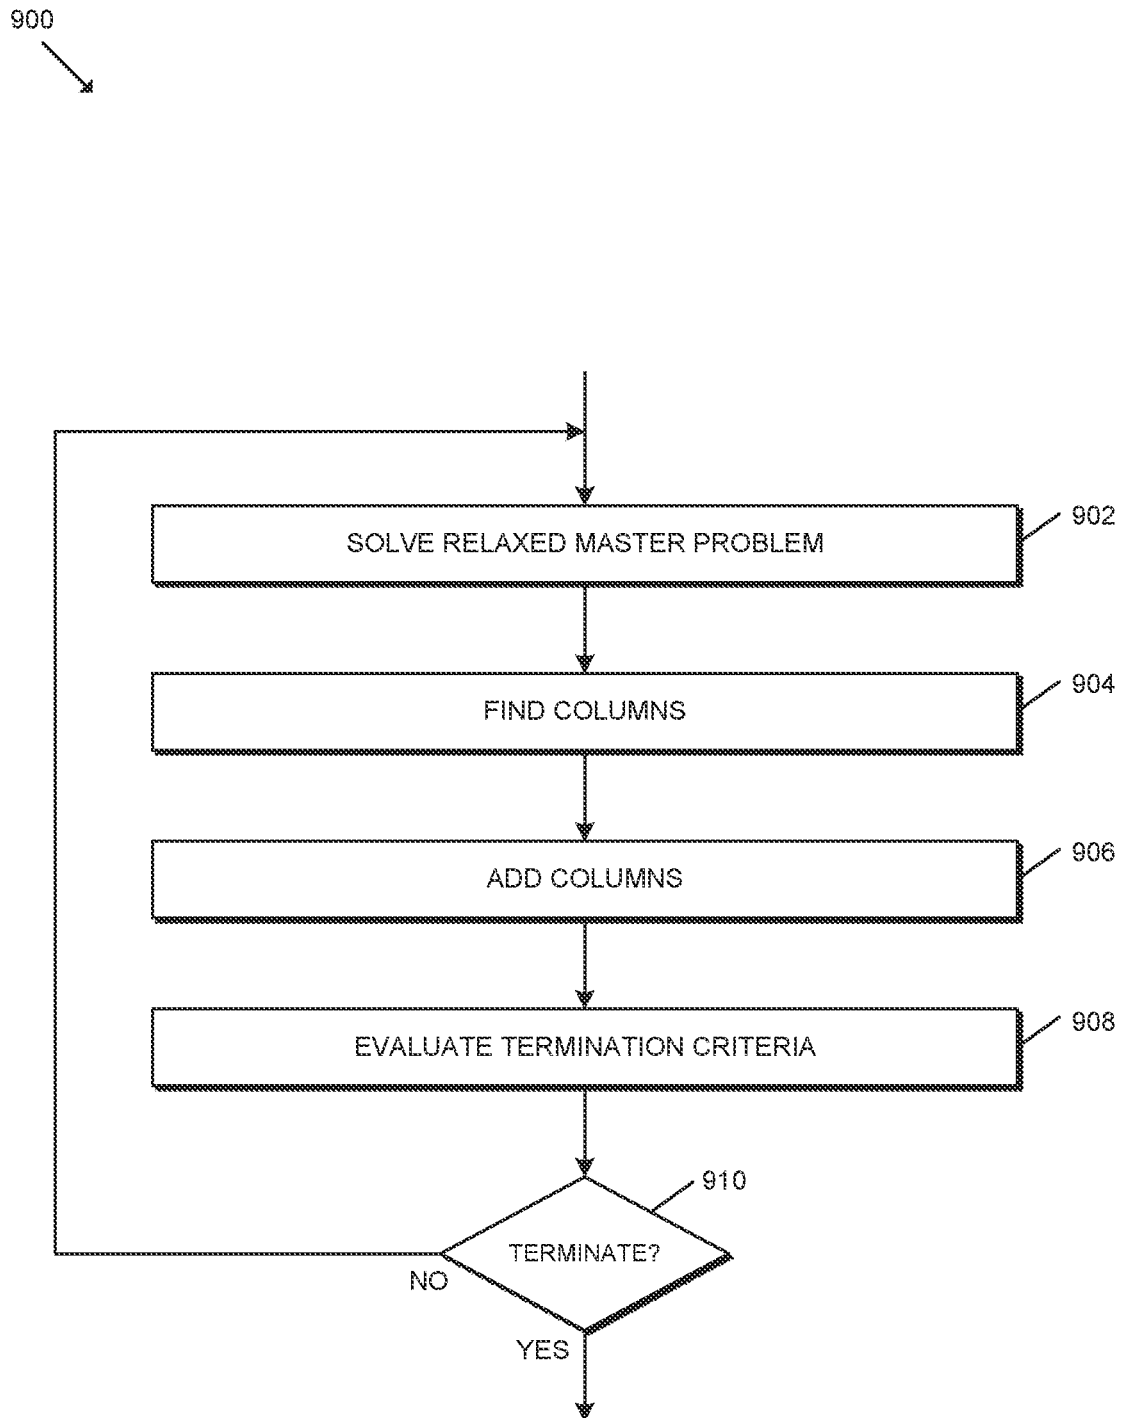 900
SOLVE RELAXED MASTER PROBLEM
902
FIND COLUMNS
904
ADD COLUMNS
906
EVALUATE TERMINATION CRITERIA
908
910
TERMINATE?
NO
YES